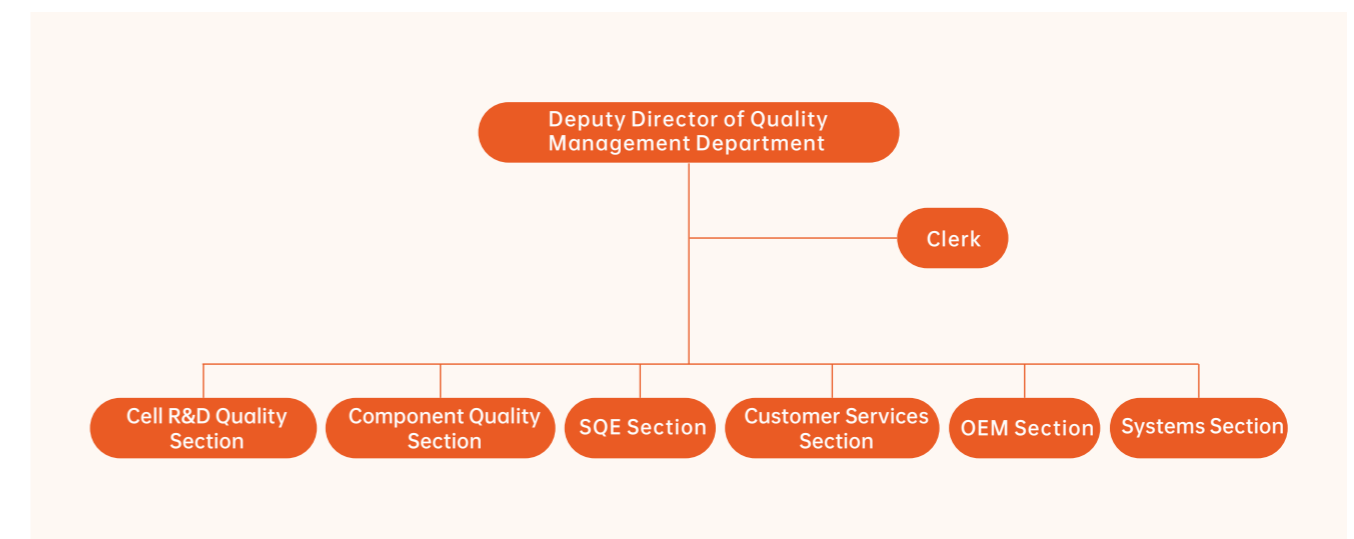 Deputy Director of Quality
Management Department
Clerk
Cell R&D Quality
Section
Component Quality
Section
SQE Section
Customer Services
Section
OEM Section
Systems Section